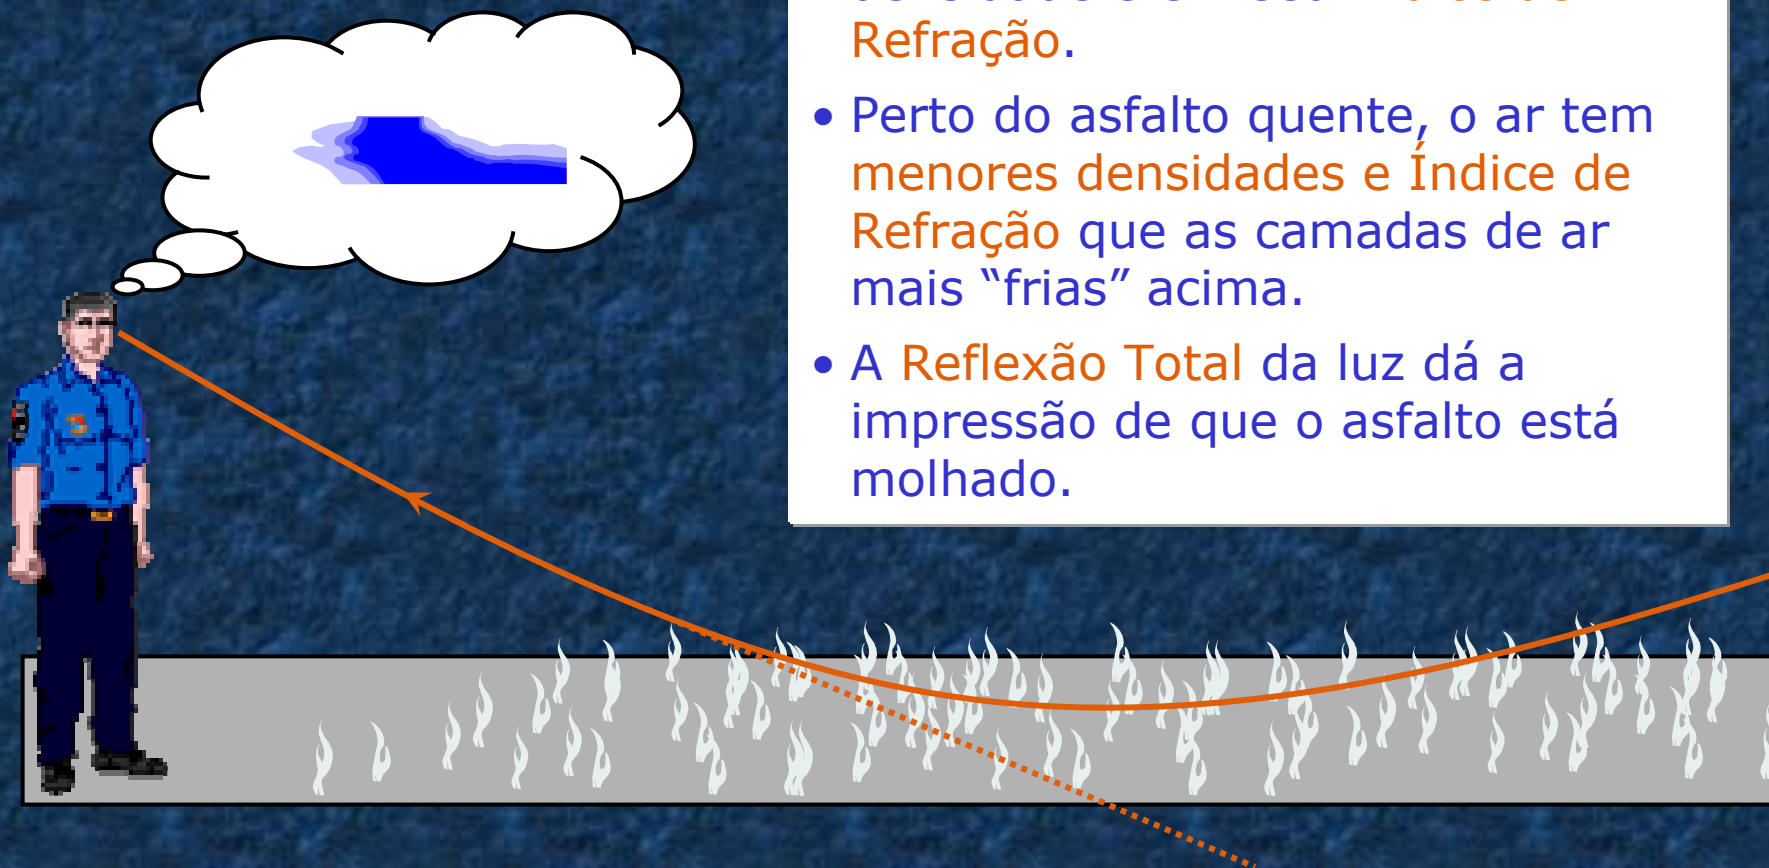 Refração.
• Perto do asfalto quente, o ar tem
menores densidades e Índice de
Refração que as camadas de ar
mais “frias” acima.
• A Reflexão Total da luz dá a
impressão de que o asfalto está
molhado.